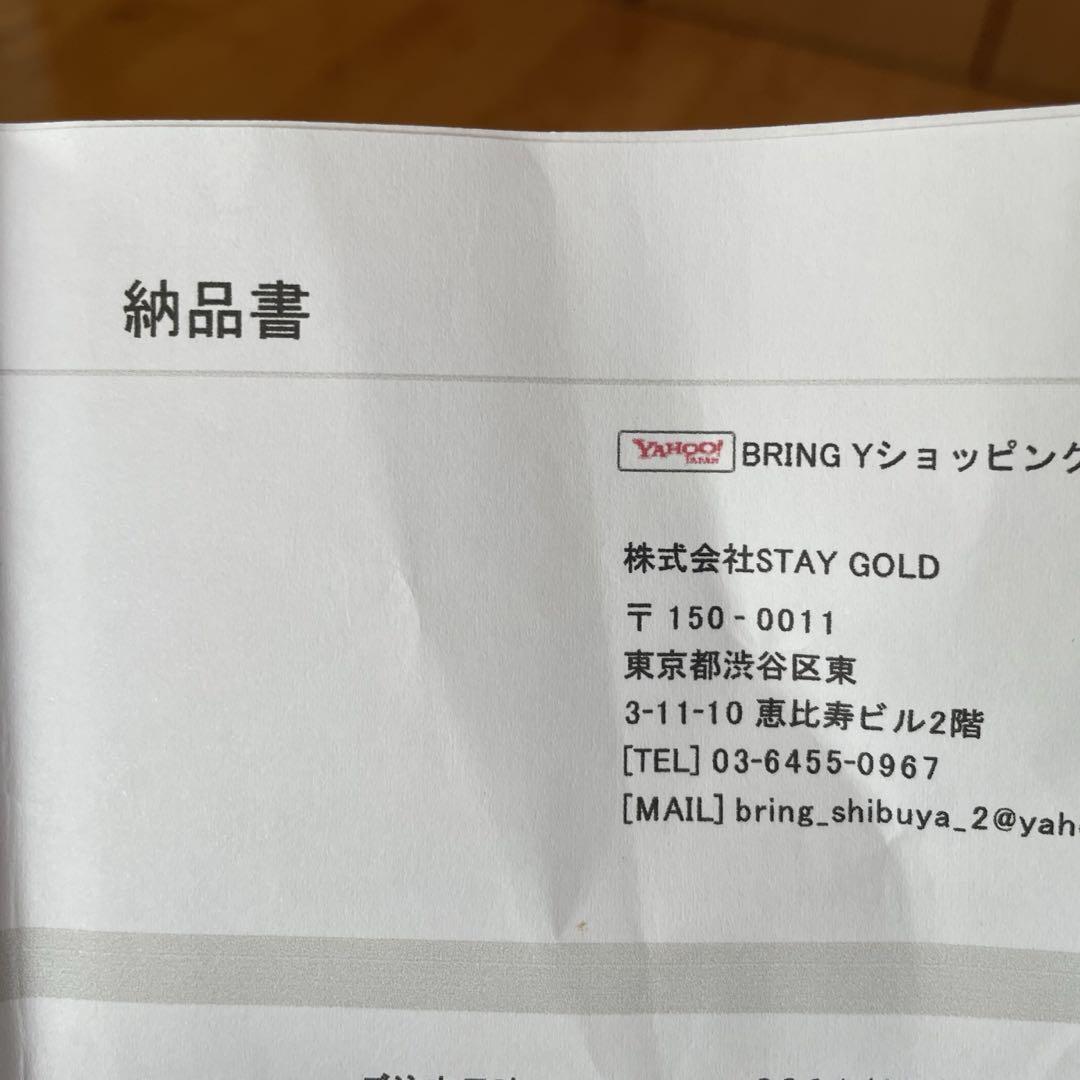 納品書
YAHOO! JAPAN BRING Yショッピング
株式会社STAY GOLD
〒150-0011
東京都渋谷区東
3-11-10 恵比寿ビル2階
[TEL] 03-6455-0967
[MAIL] bring_shibuya_2@yah